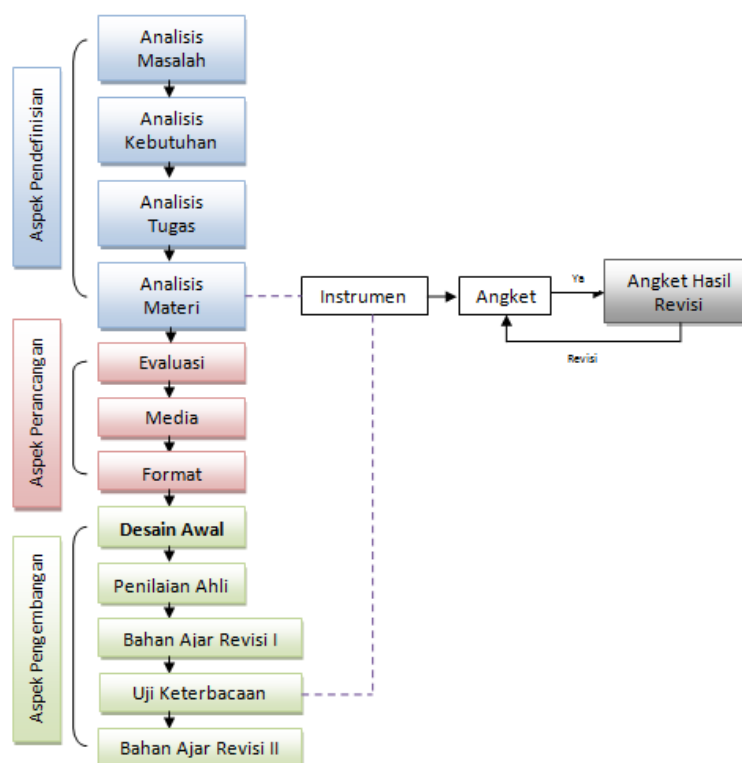 Aspek Pendefinisian
Analisis
Masalah
Analisis
Kebutuhan
Analisis
Tugas
Analisis
Materi
Instrumen
Angket
Ya
Angket Hasil
Revisi
Revisi
Aspek Perancangan
Evaluasi
Media
Format
Aspek Pengembangan
Desain Awal
Penilaian Ahli
Bahan Ajar Revisi I
Uji Keterbacaan
Bahan Ajar Revisi II